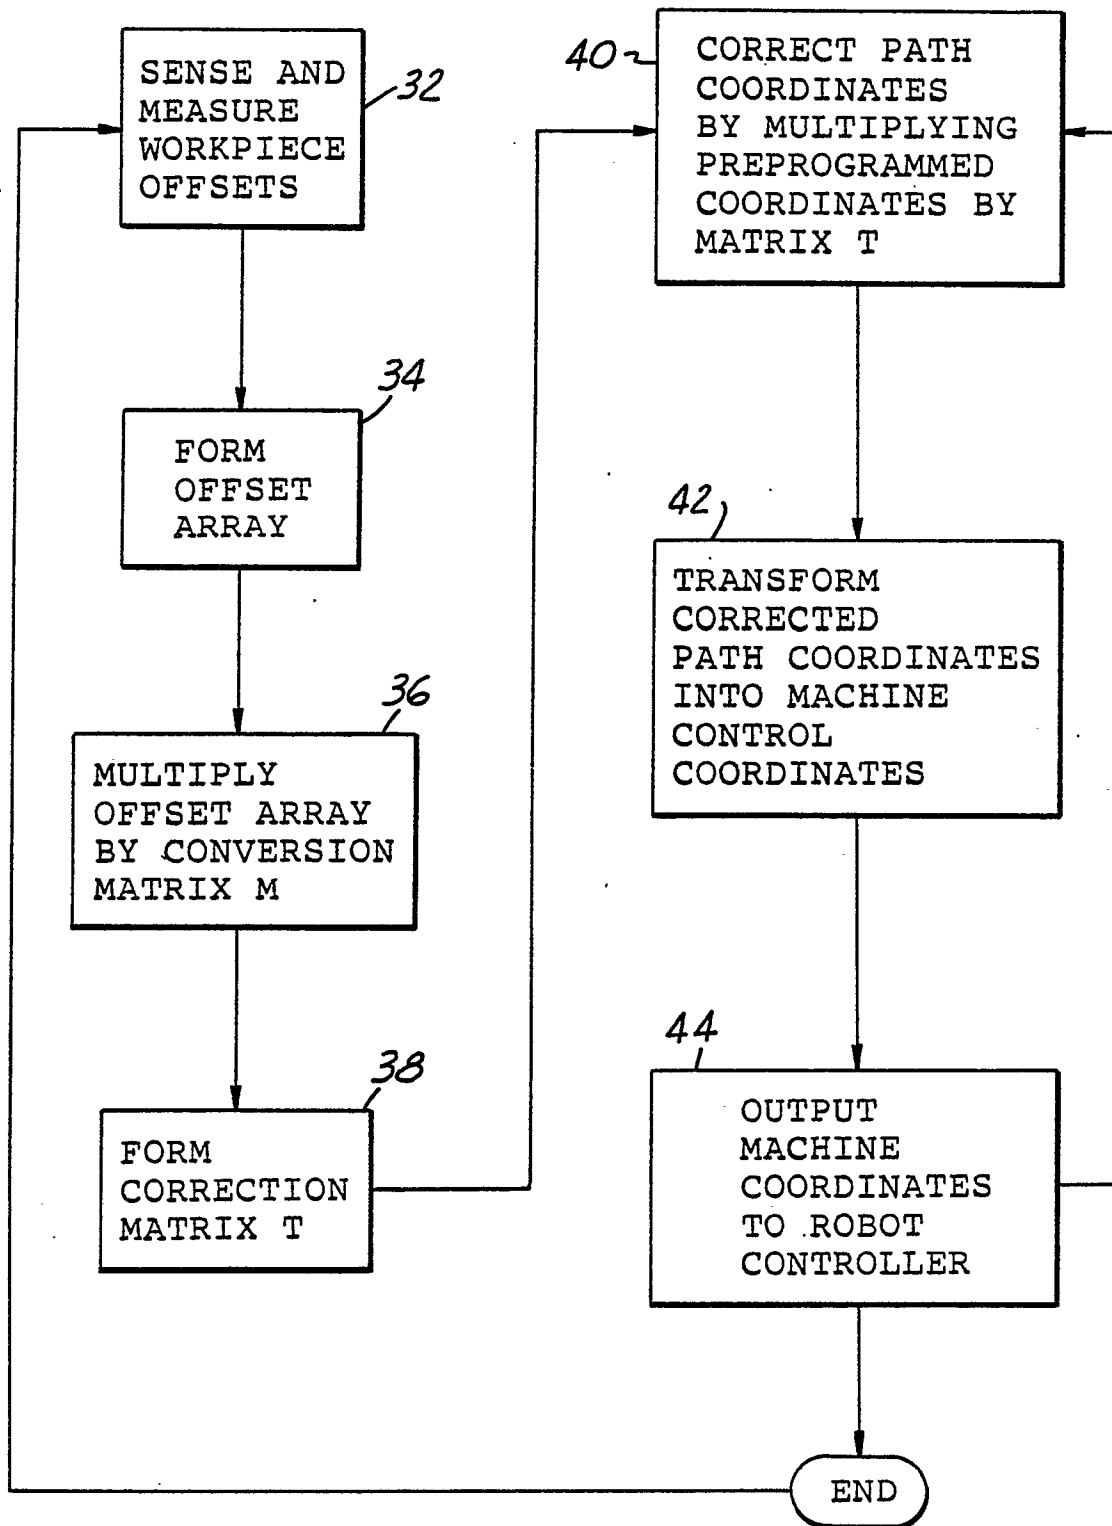 SENSE AND
MEASURE
WORKPIECE
OFFSETS
32
FORM
OFFSET
ARRAY
34
MULTIPLY
OFFSET ARRAY
BY CONVERSION
MATRIX M
36
FORM
CORRECTION
MATRIX T
38
CORRECT PATH
COORDINATES
BY MULTIPLYING
PREPROGRAMMED
COORDINATES BY
MATRIX T
40
TRANSFORM
CORRECTED
PATH COORDINATES
INTO MACHINE
CONTROL
COORDINATES
42
OUTPUT
MACHINE
COORDINATES
TO ROBOT
CONTROLLER
44
END